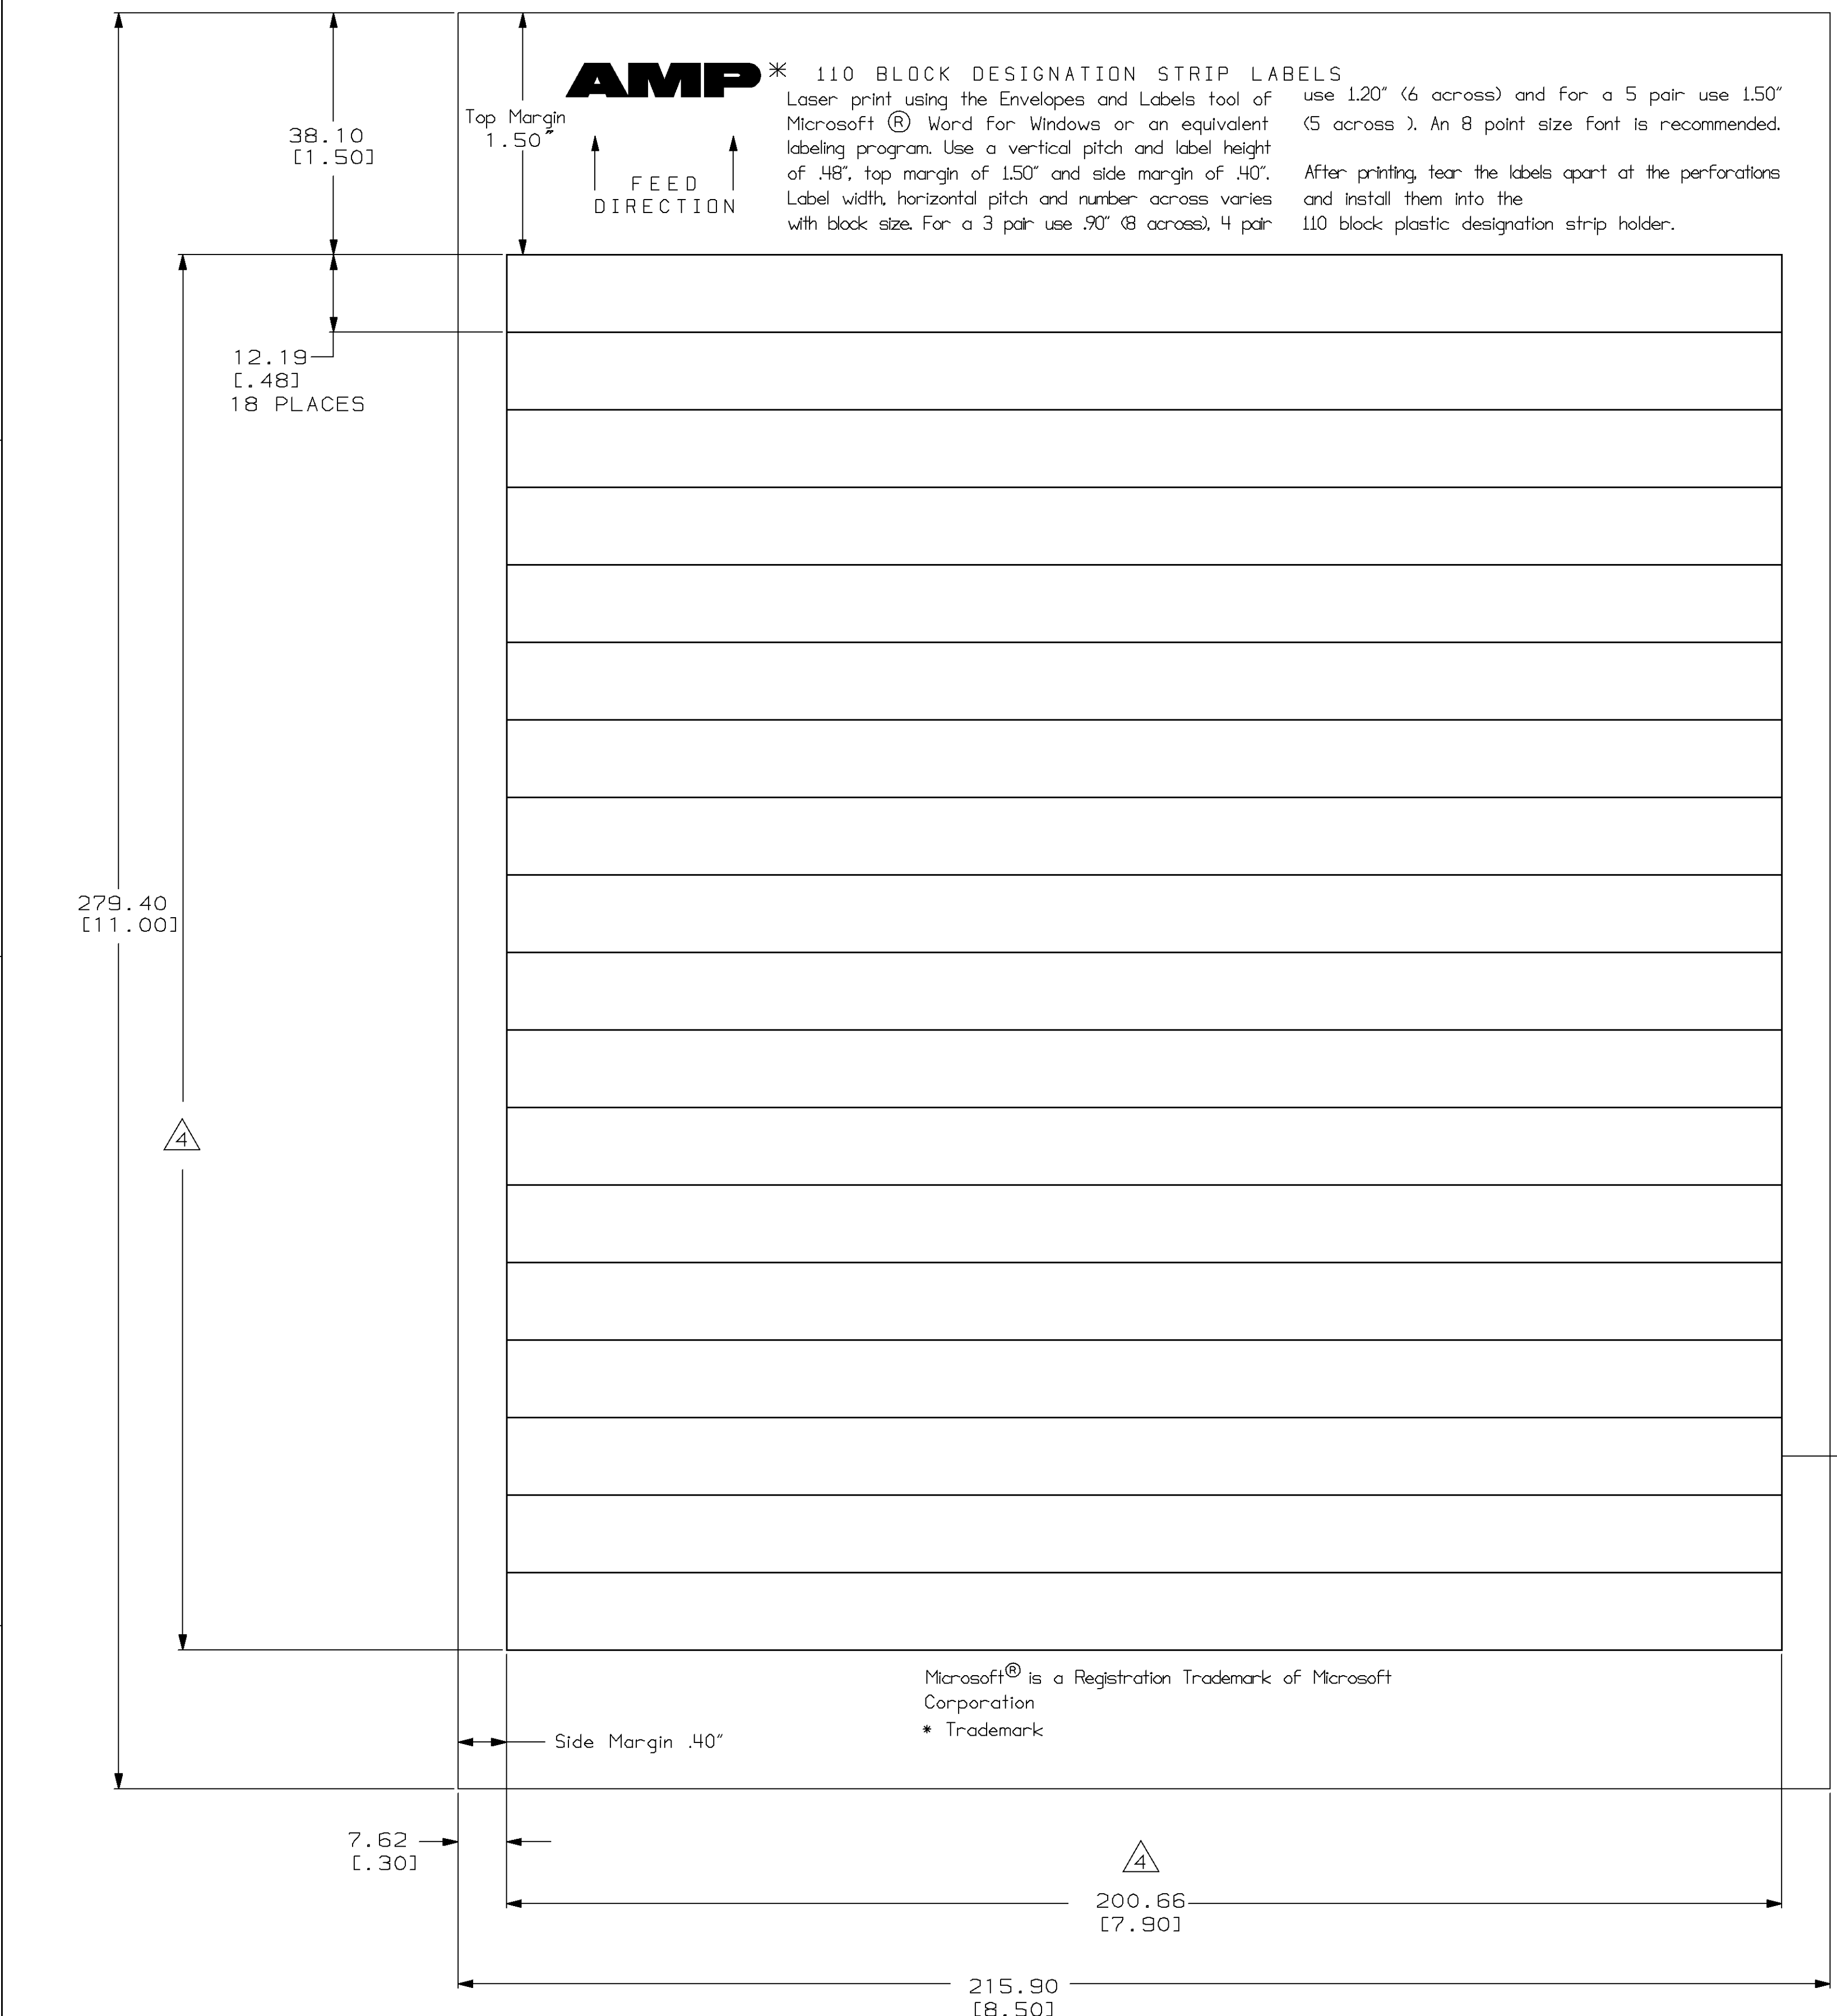 AMP* 110 BLOCK DESIGNATION STRIP LABELS
Laser print using the Envelopes and Labels tool of
Microsoft ® Word for Windows or an equivalent
labeling program. Use a vertical pitch and label height
of .48", top margin of 1.50" and side margin of .40".
Label width, horizontal pitch and number across varies
with block size. For a 3 pair use .90" (8 across), 4 pair
use 1.20" (6 across) and for a 5 pair use 1.50"
(5 across ). An 8 point size font is recommended.
After printing, tear the labels apart at the perforations
and install them into the
110 block plastic designation strip holder.
Top Margin
1.50"
FEED
DIRECTION
38.10
[1.50]
12.19
[.48]
18 PLACES
279.40
[11.00]
4
Microsoft® is a Registration Trademark of Microsoft
Corporation
* Trademark
Side Margin .40"
7.62
[.30]
4
200.66
[7.90]
215.90
[8.50]